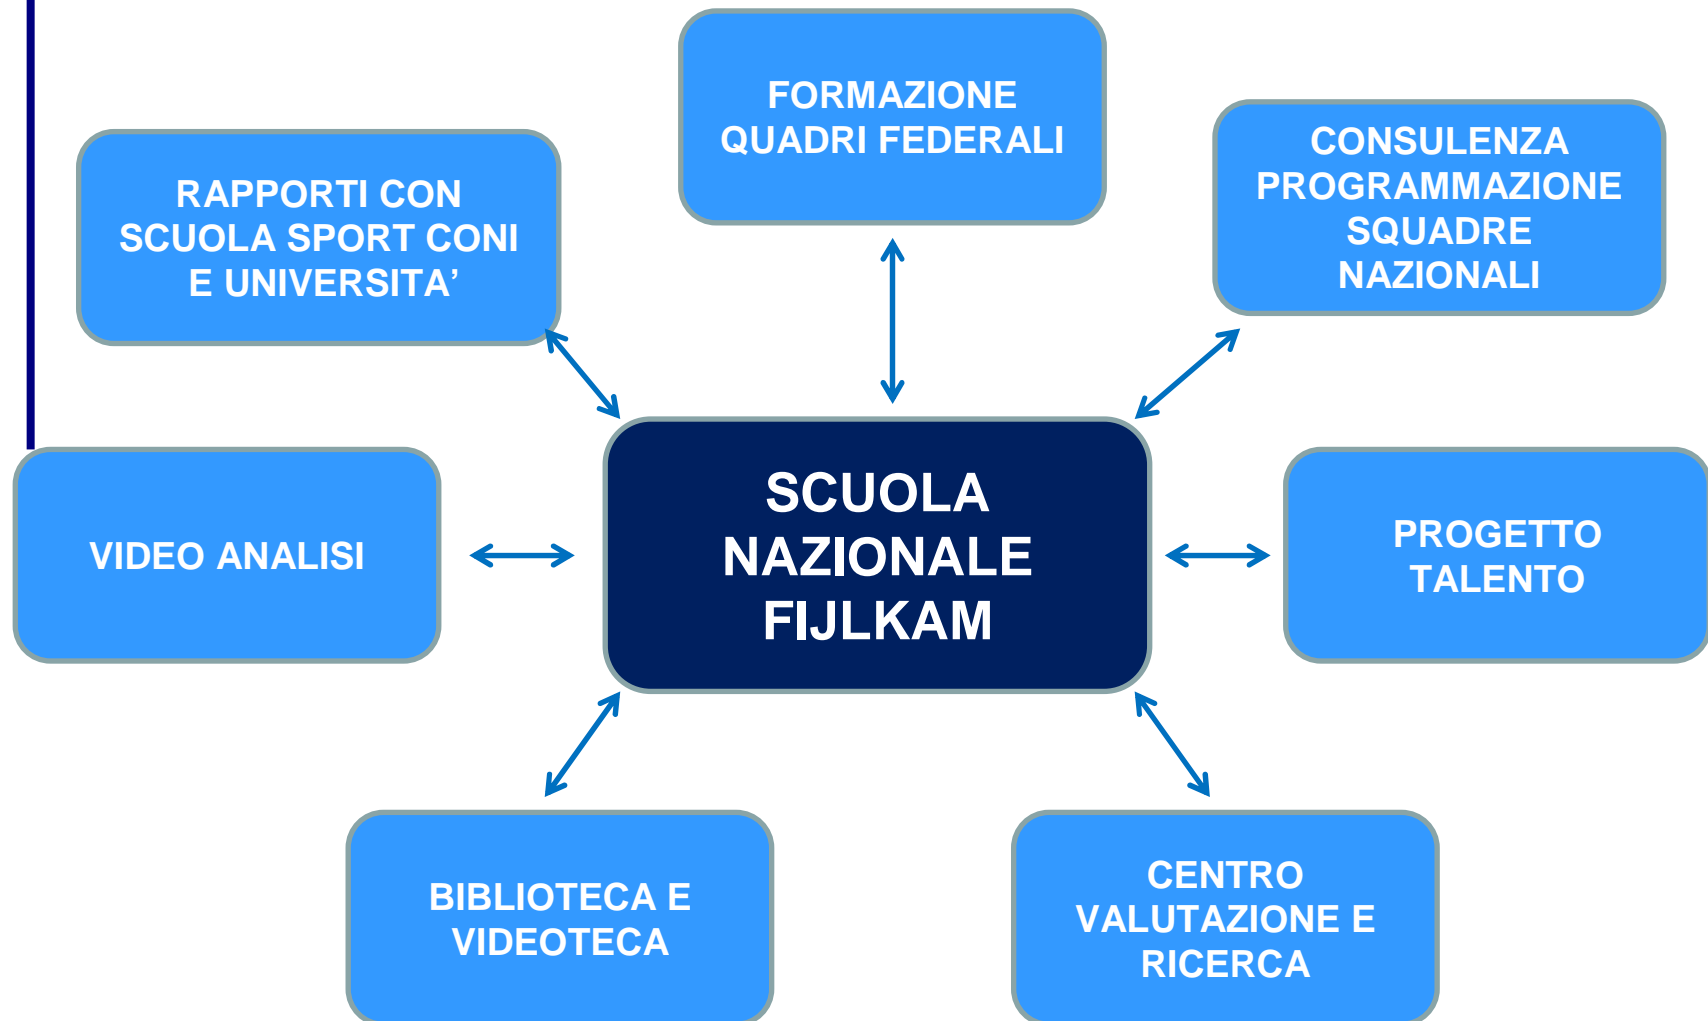 FORMAZIONE
QUADRI FEDERALI
CONSULENZA
PROGRAMMAZIONE
SQUADRE
NAZIONALI
RAPPORTI CON
SCUOLA SPORT CONI
E UNIVERSITA’
SCUOLA
NAZIONALE
FIJLKAM
VIDEO ANALISI
PROGETTO
TALENTO
BIBLIOTECA E
VIDEOTECA
CENTRO
VALUTAZIONE E
RICERCA